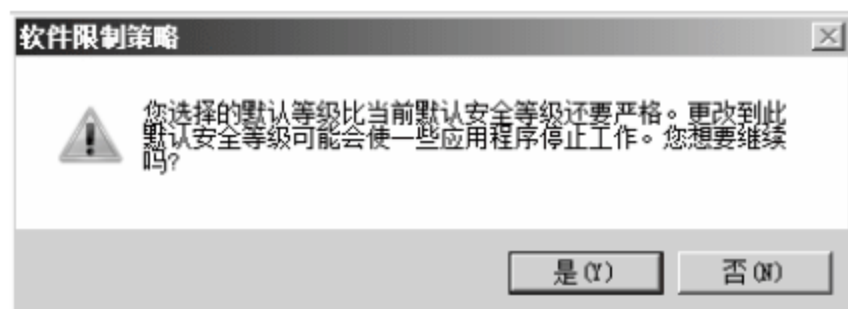 软件限制策略
您选择的默认等级比当前默认安全等级还要严格。更改到此
默认安全等级可能会使一些应用程序停止工作。您想要继续
吗?
是(Y)
否(N)